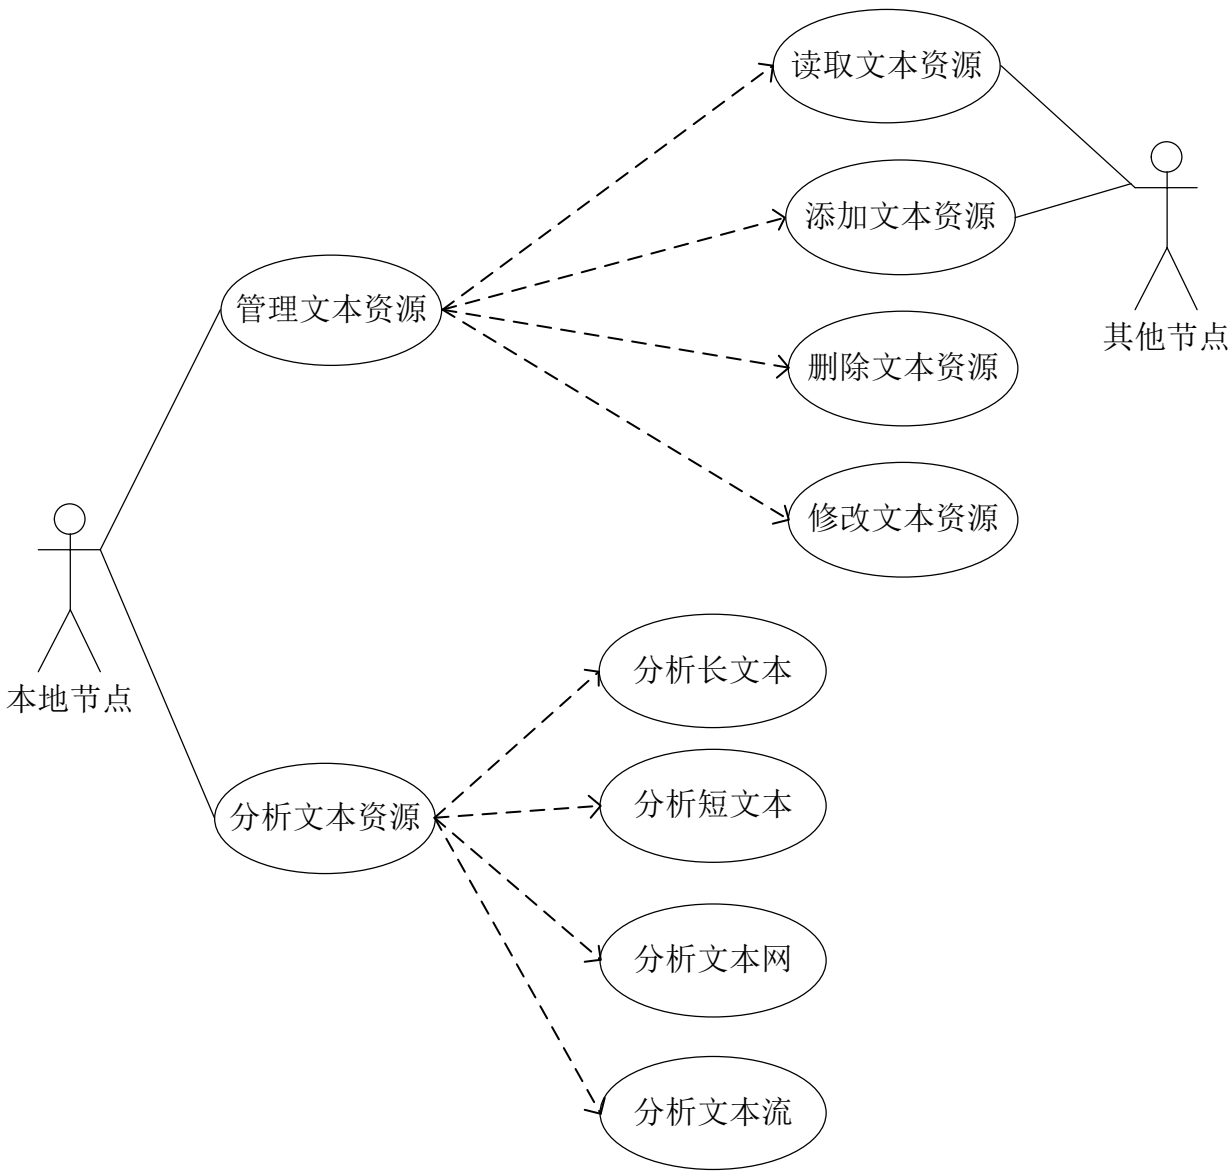 读取文本资源
添加文本资源
管理文本资源
其他节点
删除文本资源
修改文本资源
分析长文本
本地节点
分析短文本
分析文本资源
分析文本网
分析文本流